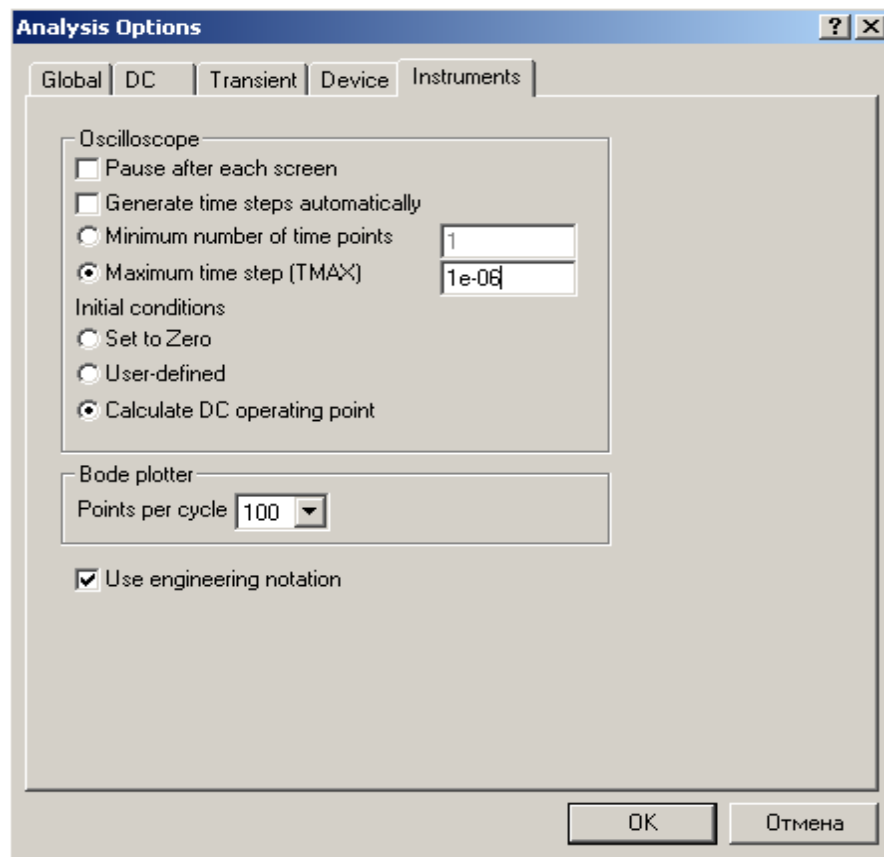 Analysis Options
Global DC Transient Device Instruments
Oscilloscope
Pause after each screen
Generate time steps automatically
Minimum number of time points 1
Maximum time step (TMAX) 1e-06
Initial conditions
Set to Zero
User-defined
Calculate DC operating point
Bode plotter
Points per cycle 100
Use engineering notation
OK Отмена